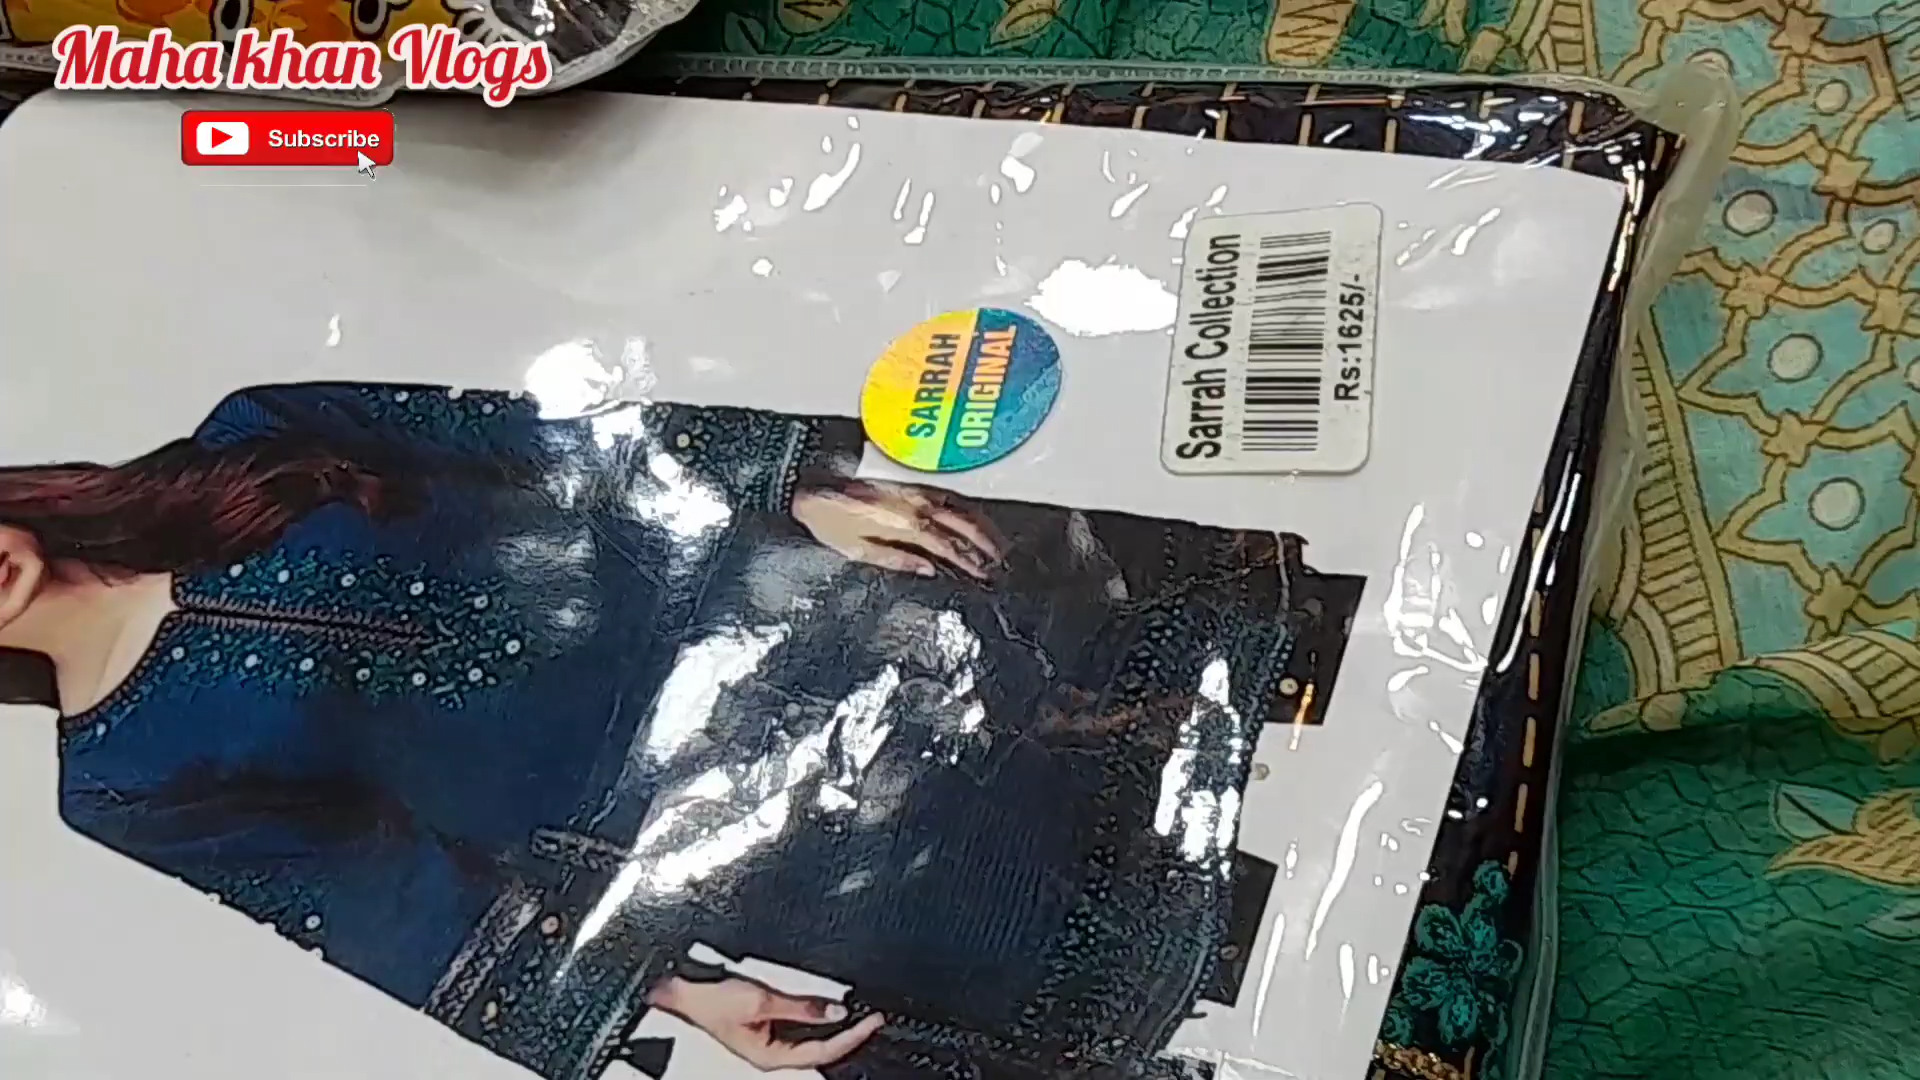 Maha khan Vlogs
Subscribe
SARRAH
ORIGINAL
Sarrah Collection
Rs:1625/-